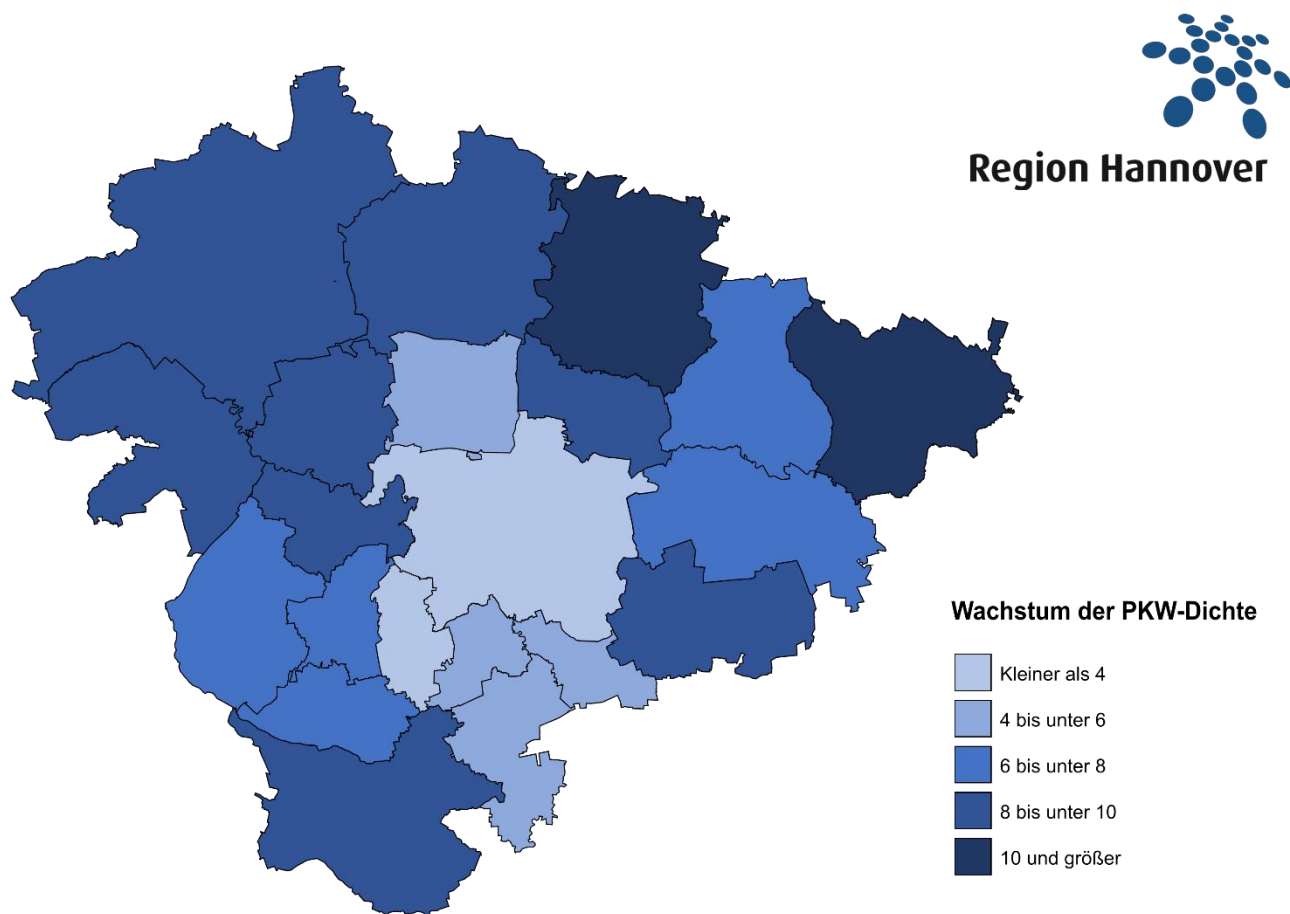 Region Hannover
Wachstum der PKW-Dichte
Kleiner als 4
4 bis unter 6
6 bis unter 8
8 bis unter 10
10 und größer